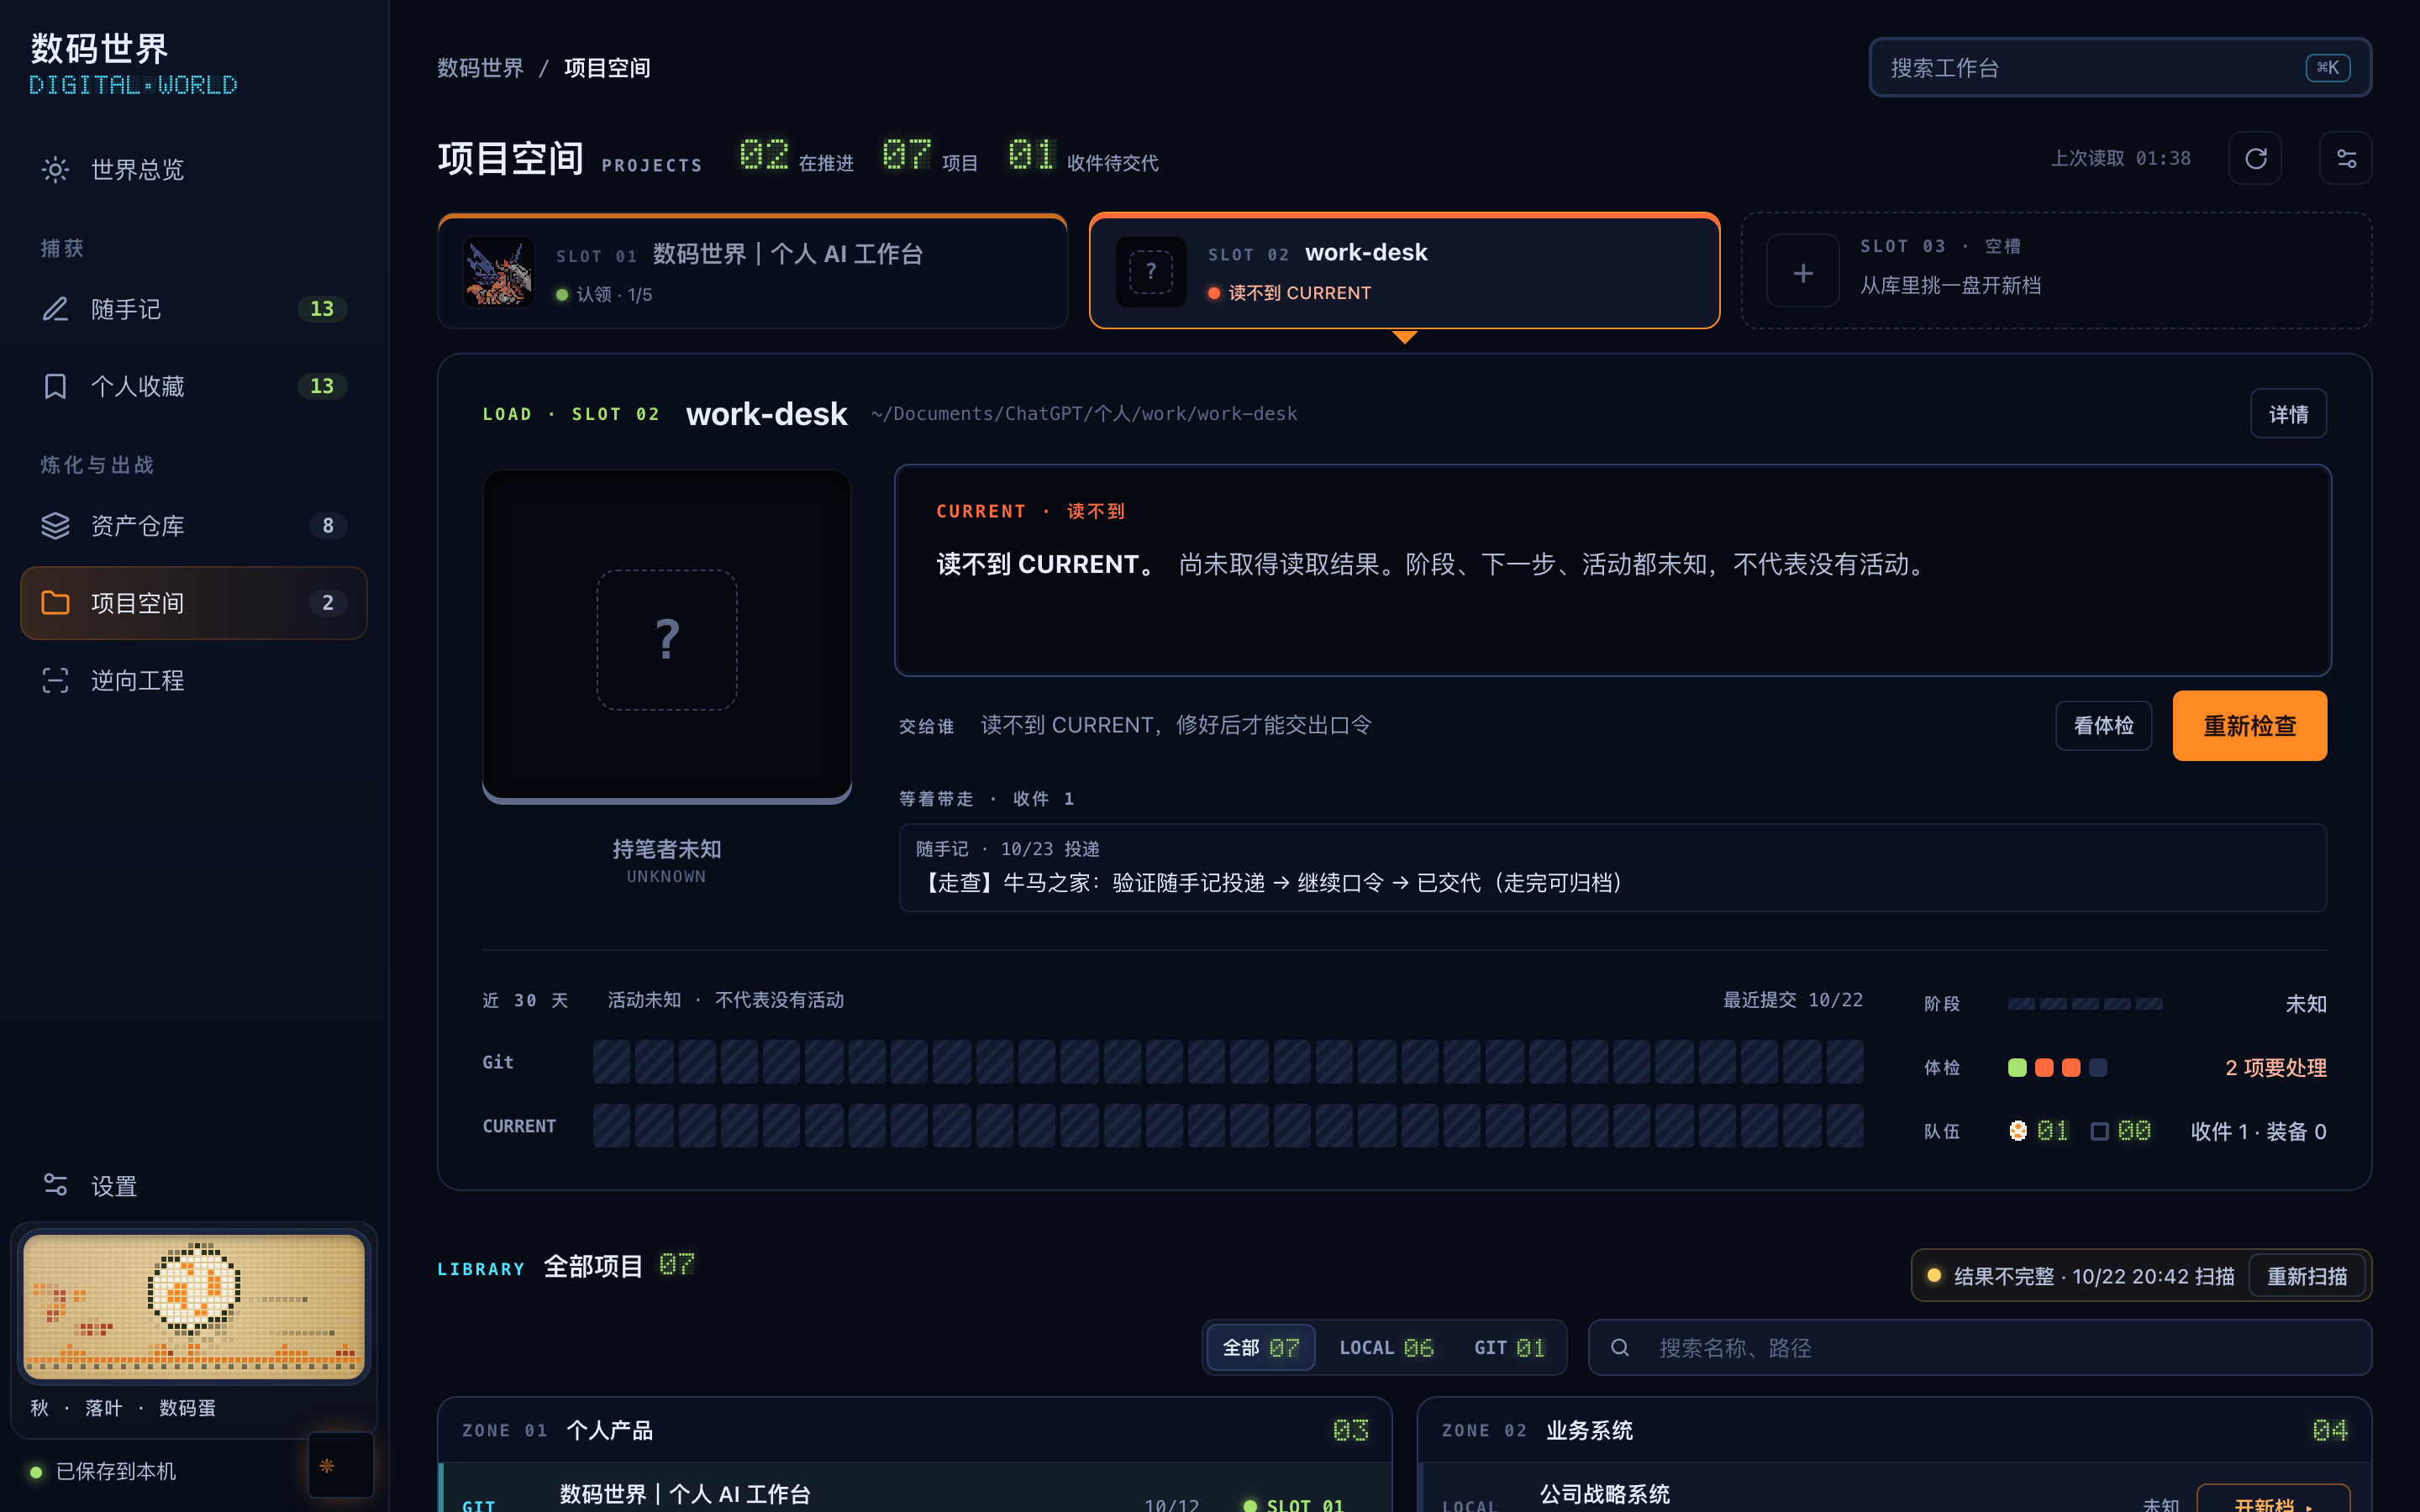 数码世界
DIGITAL·WORLD
世界总览
捕获
随手记 13
个人收藏 13
炼化与出战
资产仓库 8
项目空间 2
逆向工程
设置
秋 · 落叶 · 数码蛋
已保存到本机
数码世界 / 项目空间
搜索工作台 ⌘K
项目空间 PROJECTS 02 在推进 07 项目 01 收件待交代
上次读取 01:38
SLOT 01 数码世界｜个人 AI 工作台
认领 · 1/5
SLOT 02 work-desk
?
读不到 CURRENT
SLOT 03 · 空槽
+
从库里挑一盘开新档
LOAD · SLOT 02 work-desk ~/Documents/ChatGPT/个人/work/work-desk
详情
?
持笔者未知
UNKNOWN
CURRENT · 读不到
读不到 CURRENT。 尚未取得读取结果。阶段、下一步、活动都未知，不代表没有活动。
交给谁 读不到 CURRENT，修好后才能交出口令
看体检
重新检查
等着带走 · 收件 1
随手记 · 10/23 投递
【走查】牛马之家：验证随手记投递 → 继续口令 → 已交代（走完可归档）
近 30 天 活动未知 · 不代表没有活动 最近提交 10/22
Git
CURRENT
阶段 未知
体检 2 项要处理
队伍 01 00 收件 1 · 装备 0
LIBRARY 全部项目 07
结果不完整 · 10/22 20:42 扫描 重新扫描
全部 07 LOCAL 06 GIT 01
搜索名称、路径
ZONE 01 个人产品 03
GIT 数码世界｜个人 AI 工作台 10/12 SLOT 01
ZONE 02 业务系统 04
LOCAL 公司战略系统 未知 开新档 ▸